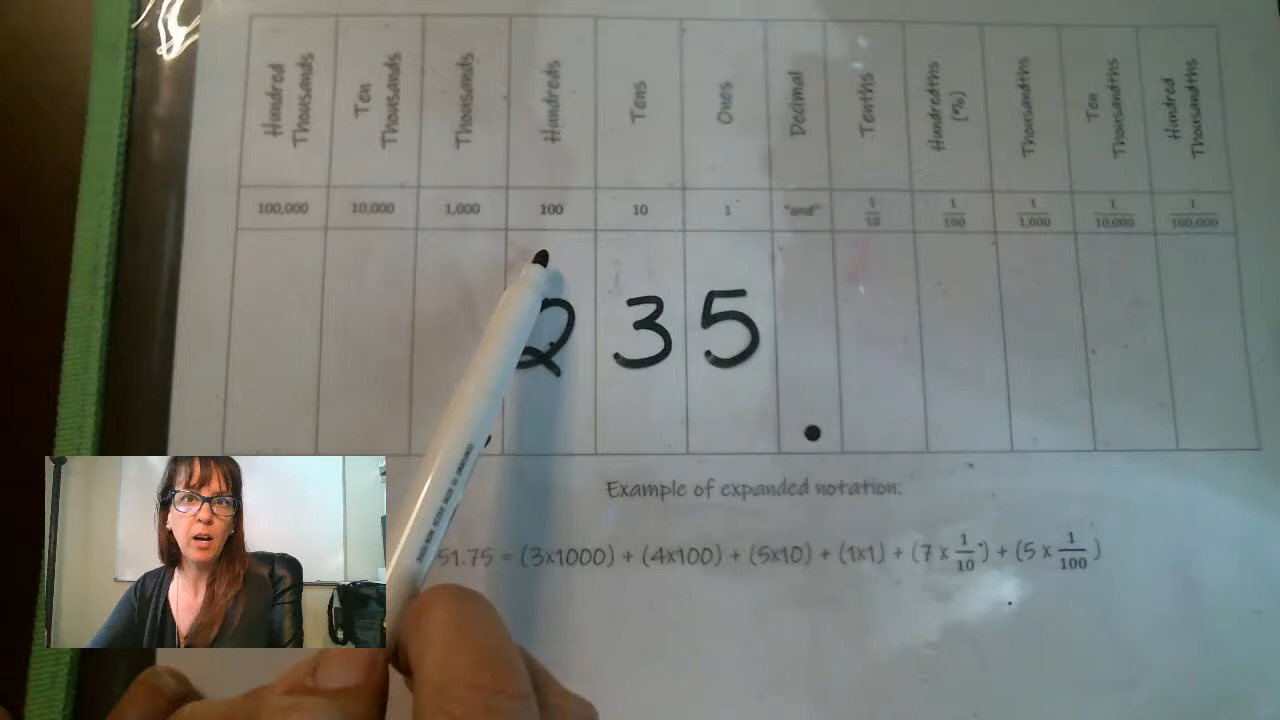 Hundred Thousands Ten Thousands Thousands Hundreds Tens Ones Decimal Tenths Hundredths (%) Thousandths Ten Thousandths Hundred Thousandths
100,000 10,000 1,000 100 10 1 "and" 1/10 1/100 1/1,000 1/10,000 1/100,000
2 3 5 .
Example of expanded notation:
51.75 = (3x1000) + (4x100) + (5x10) + (1x1) + (7 x 1/10) + (5 x 1/100)